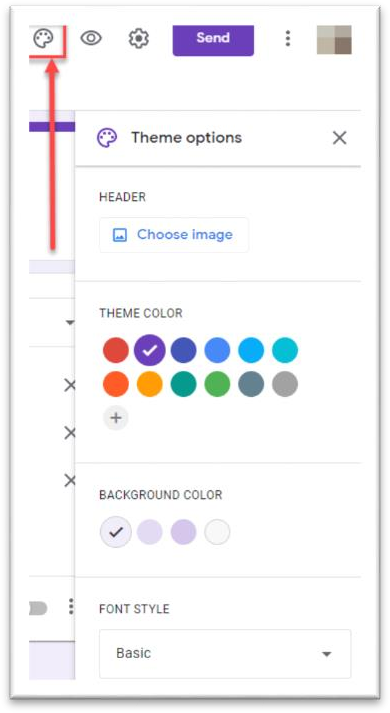 Send
Theme options
HEADER
Choose image
THEME COLOR
BACKGROUND COLOR
FONT STYLE
Basic